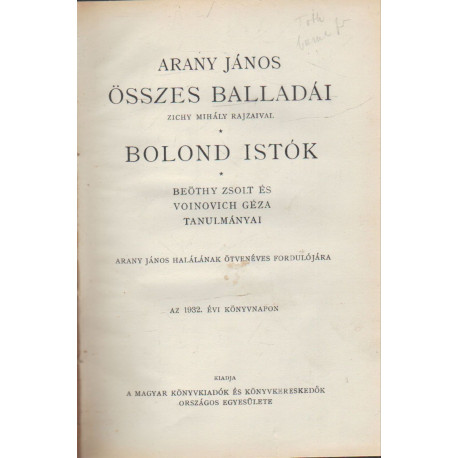 Toth
ARANY JÁNOS
ÖSSZES BALLADÁI
ZICHY MIHÁLY RAJZAIVAL
*
BOLOND ISTÓK
*
BEÖTHY ZSOLT ÉS
VOINOVICH GÉZA
TANULMÁNYAI
ARANY JÁNOS HALÁLÁNAK ÖTVENÉVES FORDULÓJÁRA
AZ 1932. ÉVI KÖNYVNAPON
KIADJA
A MAGYAR KÖNYVKIADÓK ÉS KÖNYVKERESKEDŐK
ORSZÁGOS EGYESÜLETE